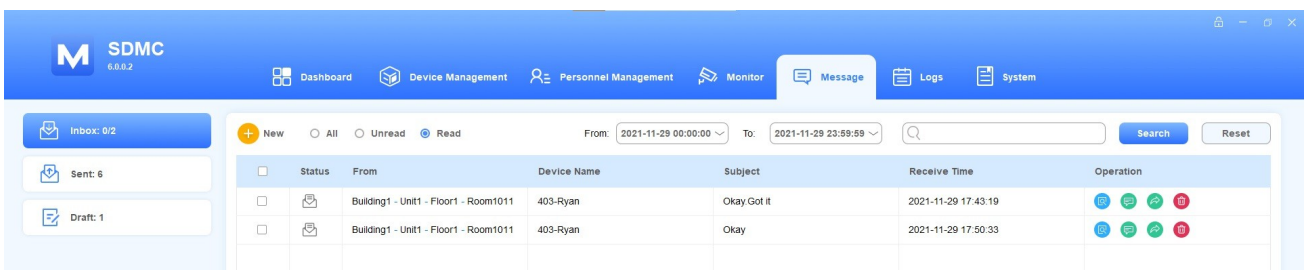 M SDMC
6.0.0.2
Dashboard Device Management Personnel Management Monitor Message Logs System
Inbox: 0/2
Sent: 6
Draft: 1
New All Unread Read From: 2021-11-29 00:00:00 To: 2021-11-29 23:59:59 Search Reset
Status From Device Name Subject Receive Time Operation
Building1 - Unit1 - Floor1 - Room1011 403-Ryan Okay Got it 2021-11-29 17:43:19
Building1 - Unit1 - Floor1 - Room1011 403-Ryan Okay 2021-11-29 17:50:33